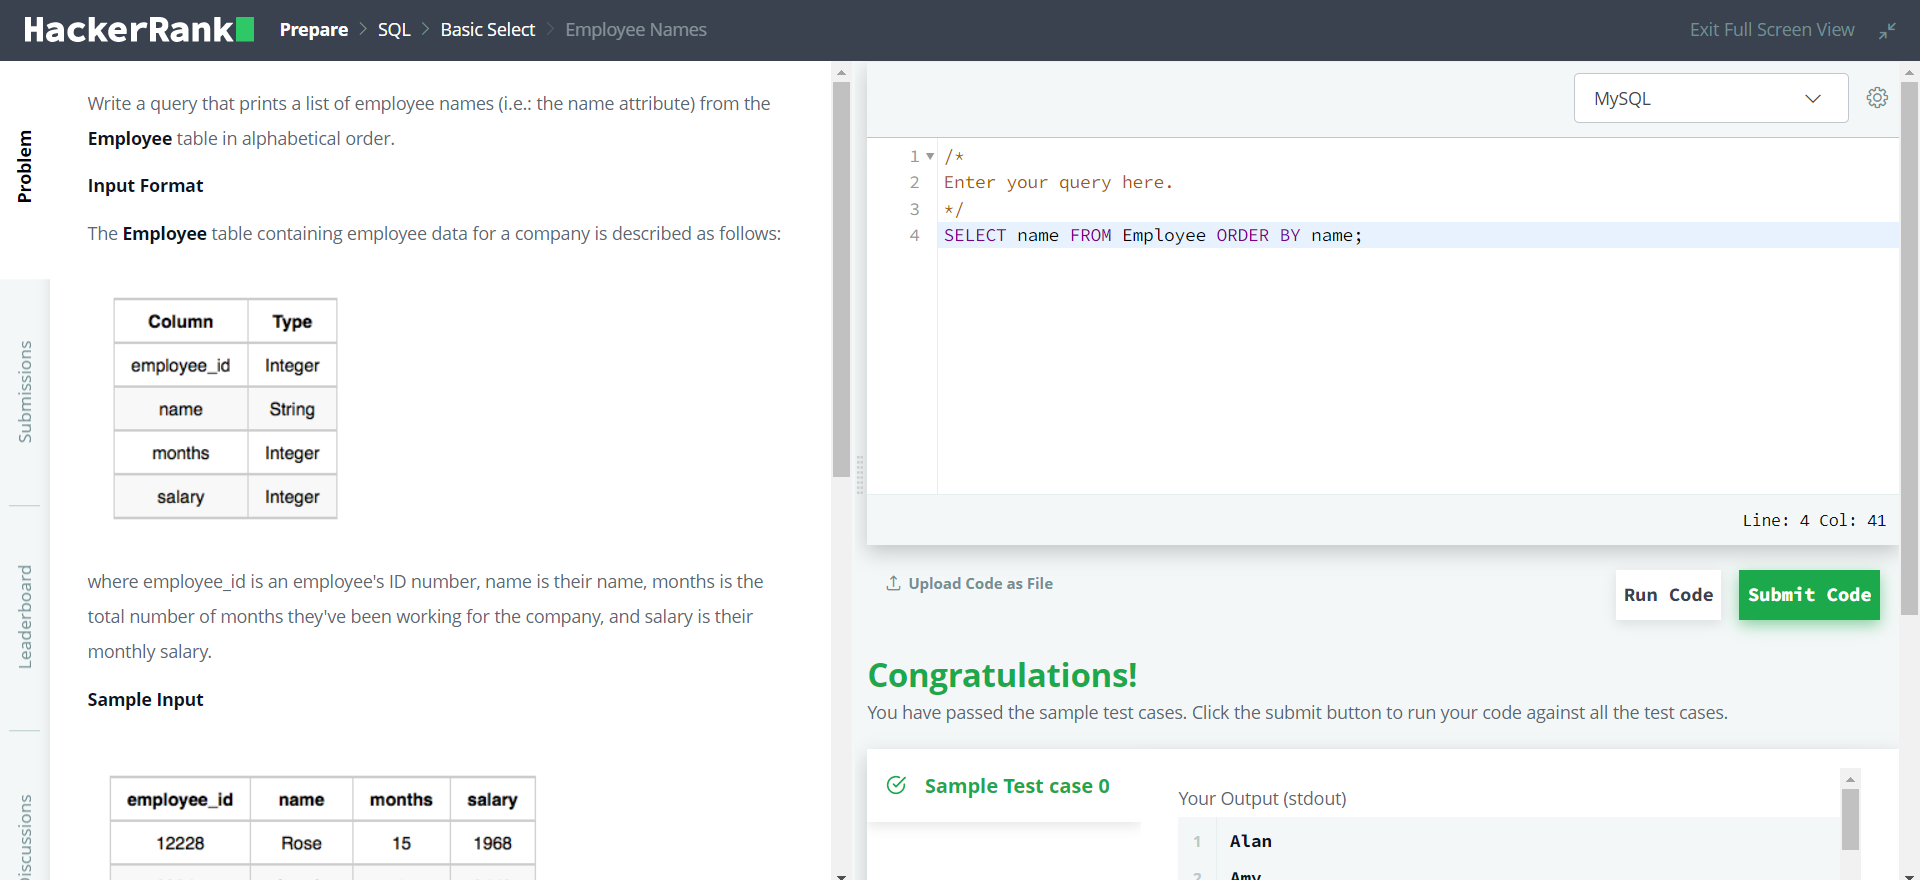 HackerRank Prepare > SQL > Basic Select > Employee Names Exit Full Screen View
Problem
Submissions
Leaderboard
Write a query that prints a list of employee names (i.e.: the name attribute) from the
Employee table in alphabetical order.
Input Format
The Employee table containing employee data for a company is described as follows:
Column Type
employee_id Integer
name String
months Integer
salary Integer
where employee_id is an employee's ID number, name is their name, months is the
total number of months they've been working for the company, and salary is their
monthly salary.
Sample Input
employee_id name months salary
12228 Rose 15 1968
MySQL
1 /*
2 Enter your query here.
3 */
4 SELECT name FROM Employee ORDER BY name;
Line: 4 Col: 41
Upload Code as File
Run Code
Submit Code
Congratulations!
You have passed the sample test cases. Click the submit button to run your code against all the test cases.
Sample Test case 0
Your Output (stdout)
1 Alan
2 Amy